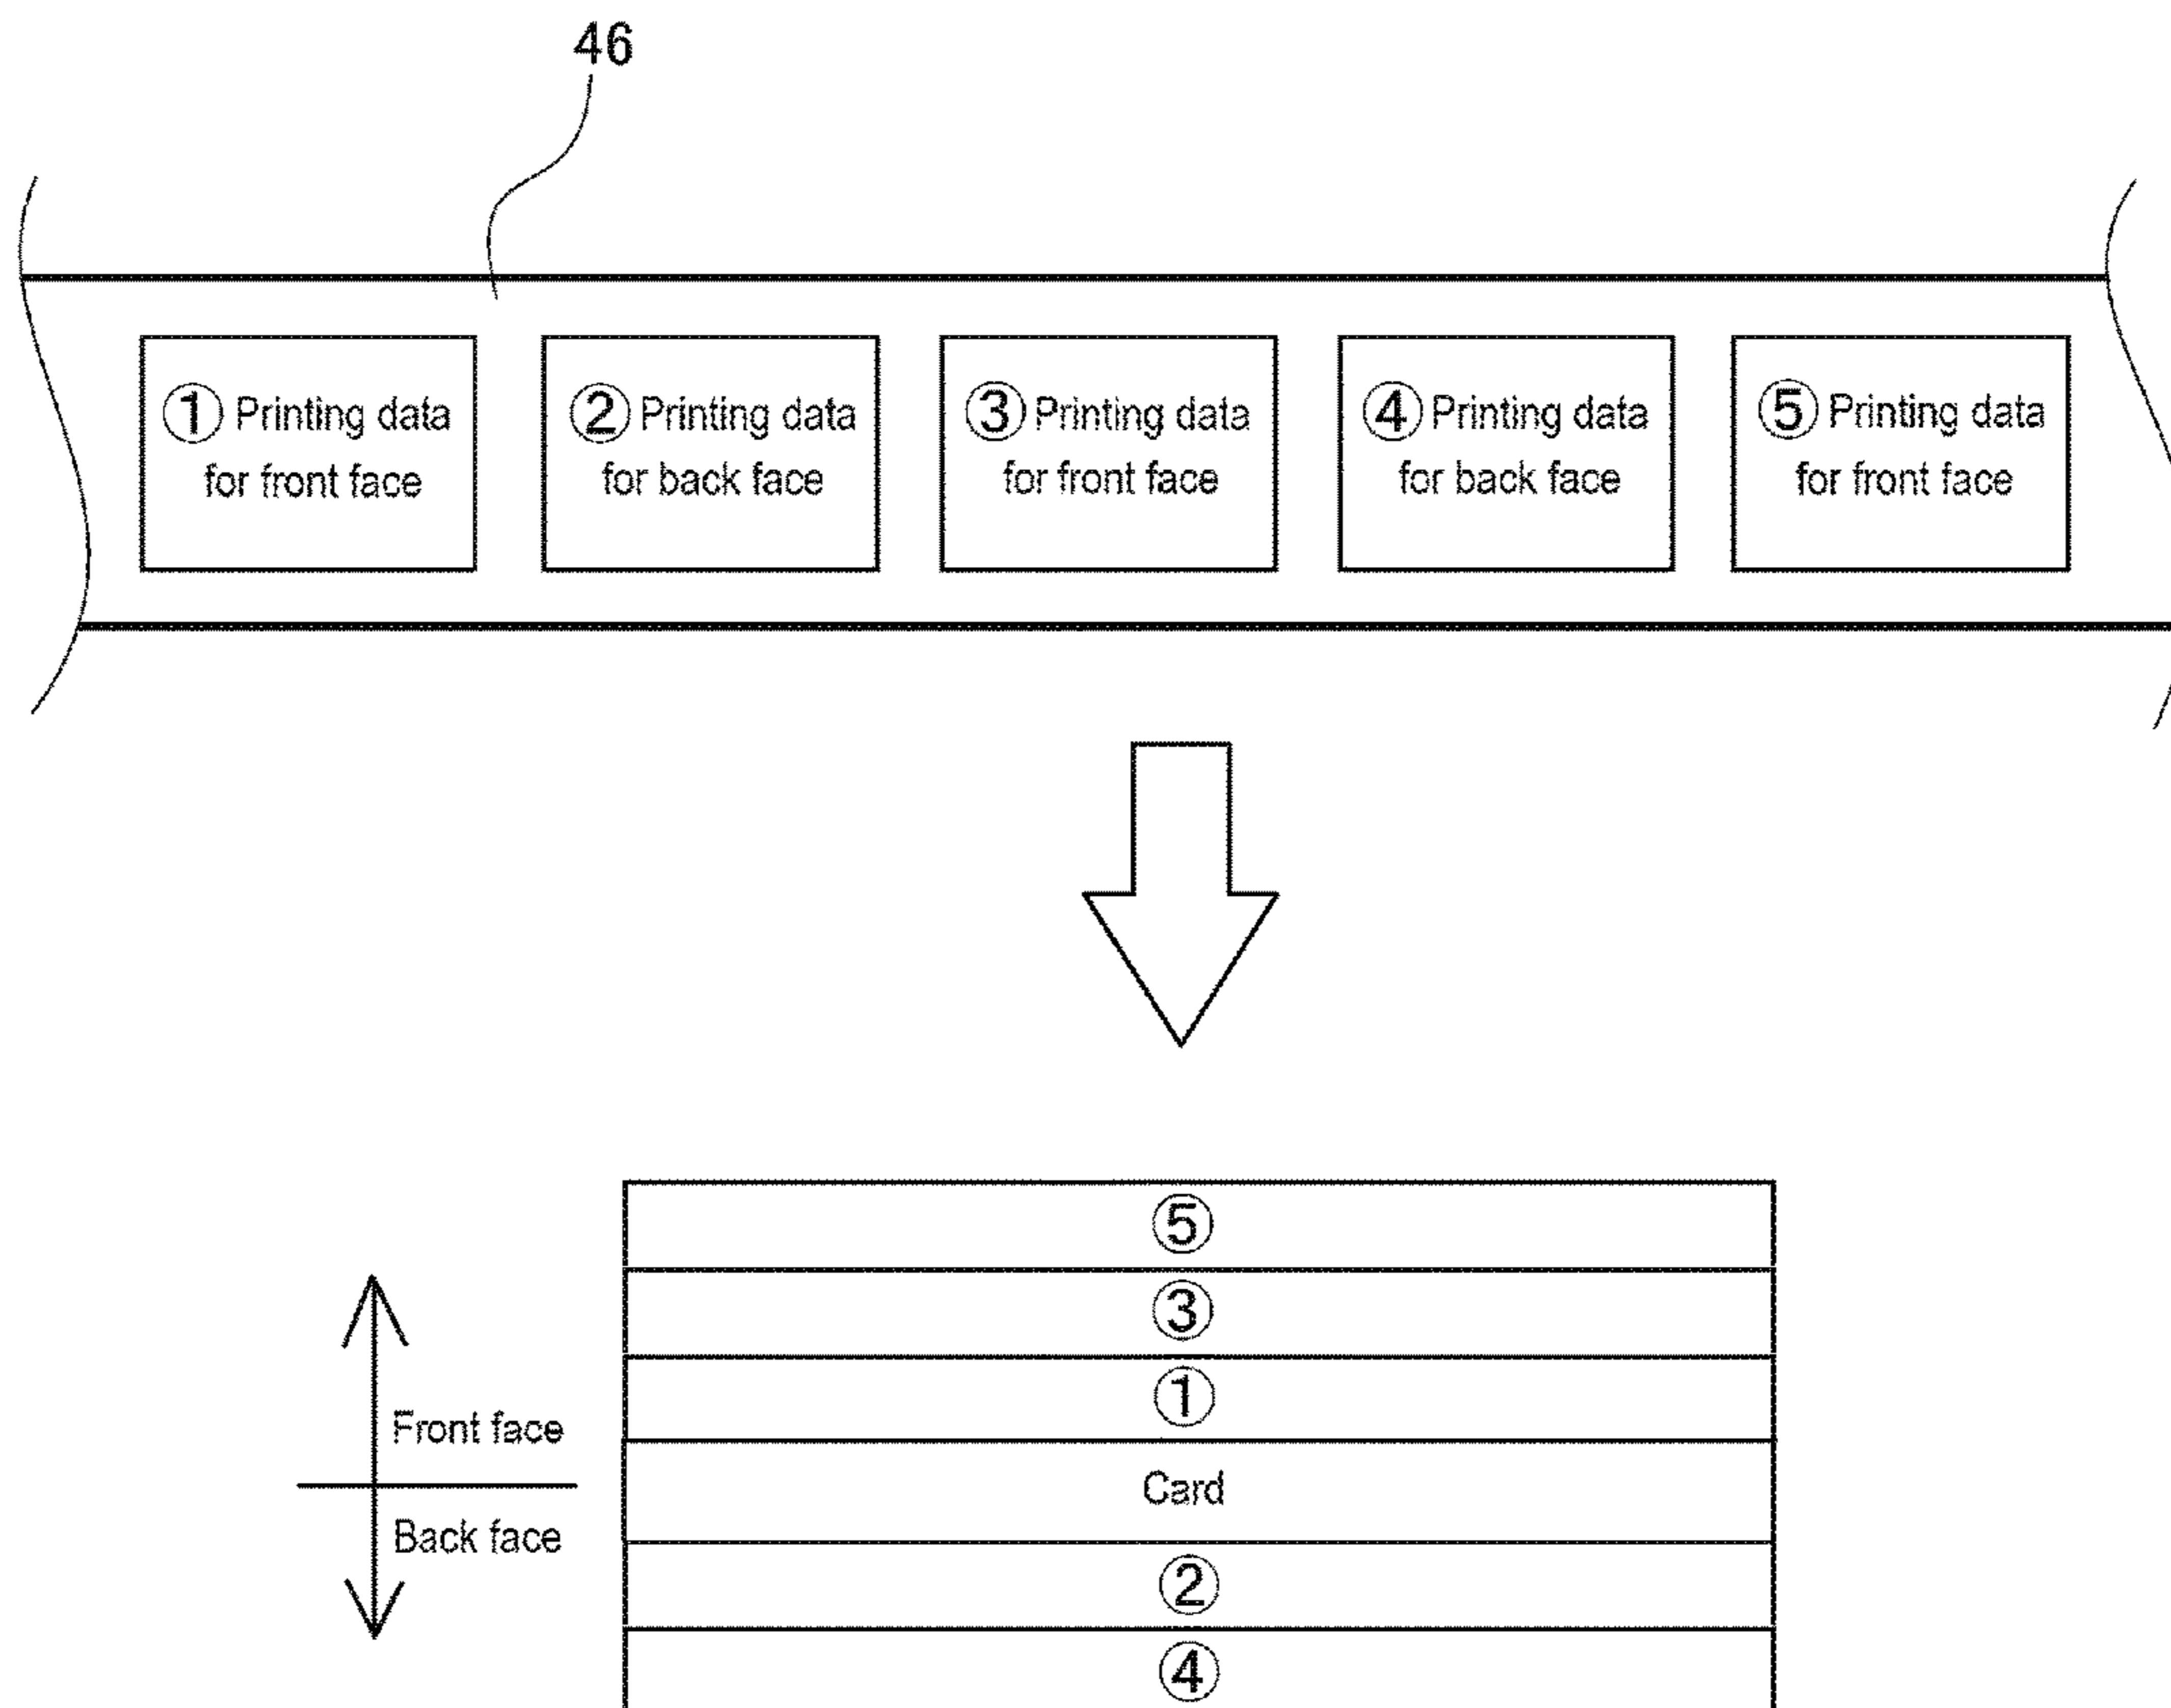 46
① Printing data
for front face
② Printing data
for back face
③ Printing data
for front face
④ Printing data
for back face
⑤ Printing data
for front face
⑤
③
①
Front face
Card
Back face
②
④